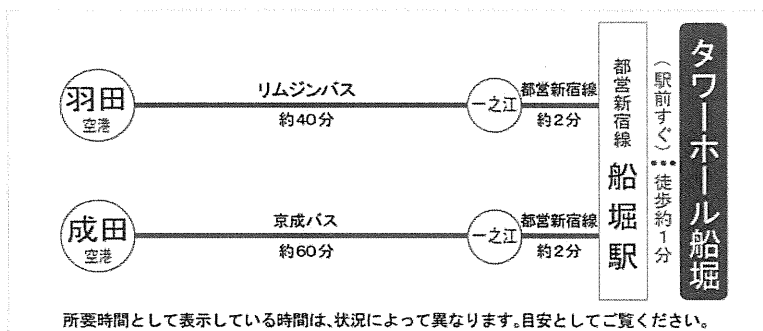 羽田
空港
リムジンバス
約40分
一之江
都営新宿線
約2分
成田
空港
京成バス
約60分
一之江
都営新宿線
約2分
都営新宿線 船堀駅
（駅前すぐ）•••徒歩約1分
タワーホール船堀
所要時間として表示している時間は、状況によって異なります。目安としてご覧ください。